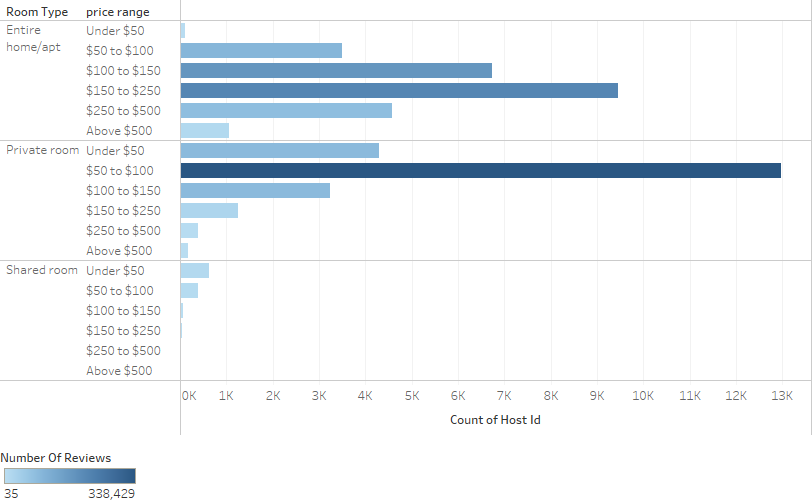 Room Type price range
Entire home/apt Under $50
$50 to $100
$100 to $150
$150 to $250
$250 to $500
Above $500
Private room Under $50
$50 to $100
$100 to $150
$150 to $250
$250 to $500
Above $500
Shared room Under $50
$50 to $100
$100 to $150
$150 to $250
$250 to $500
Above $500
0K 1K 2K 3K 4K 5K 6K 7K 8K 9K 10K 11K 12K 13K
Count of Host Id
Number Of Reviews
35 338,429